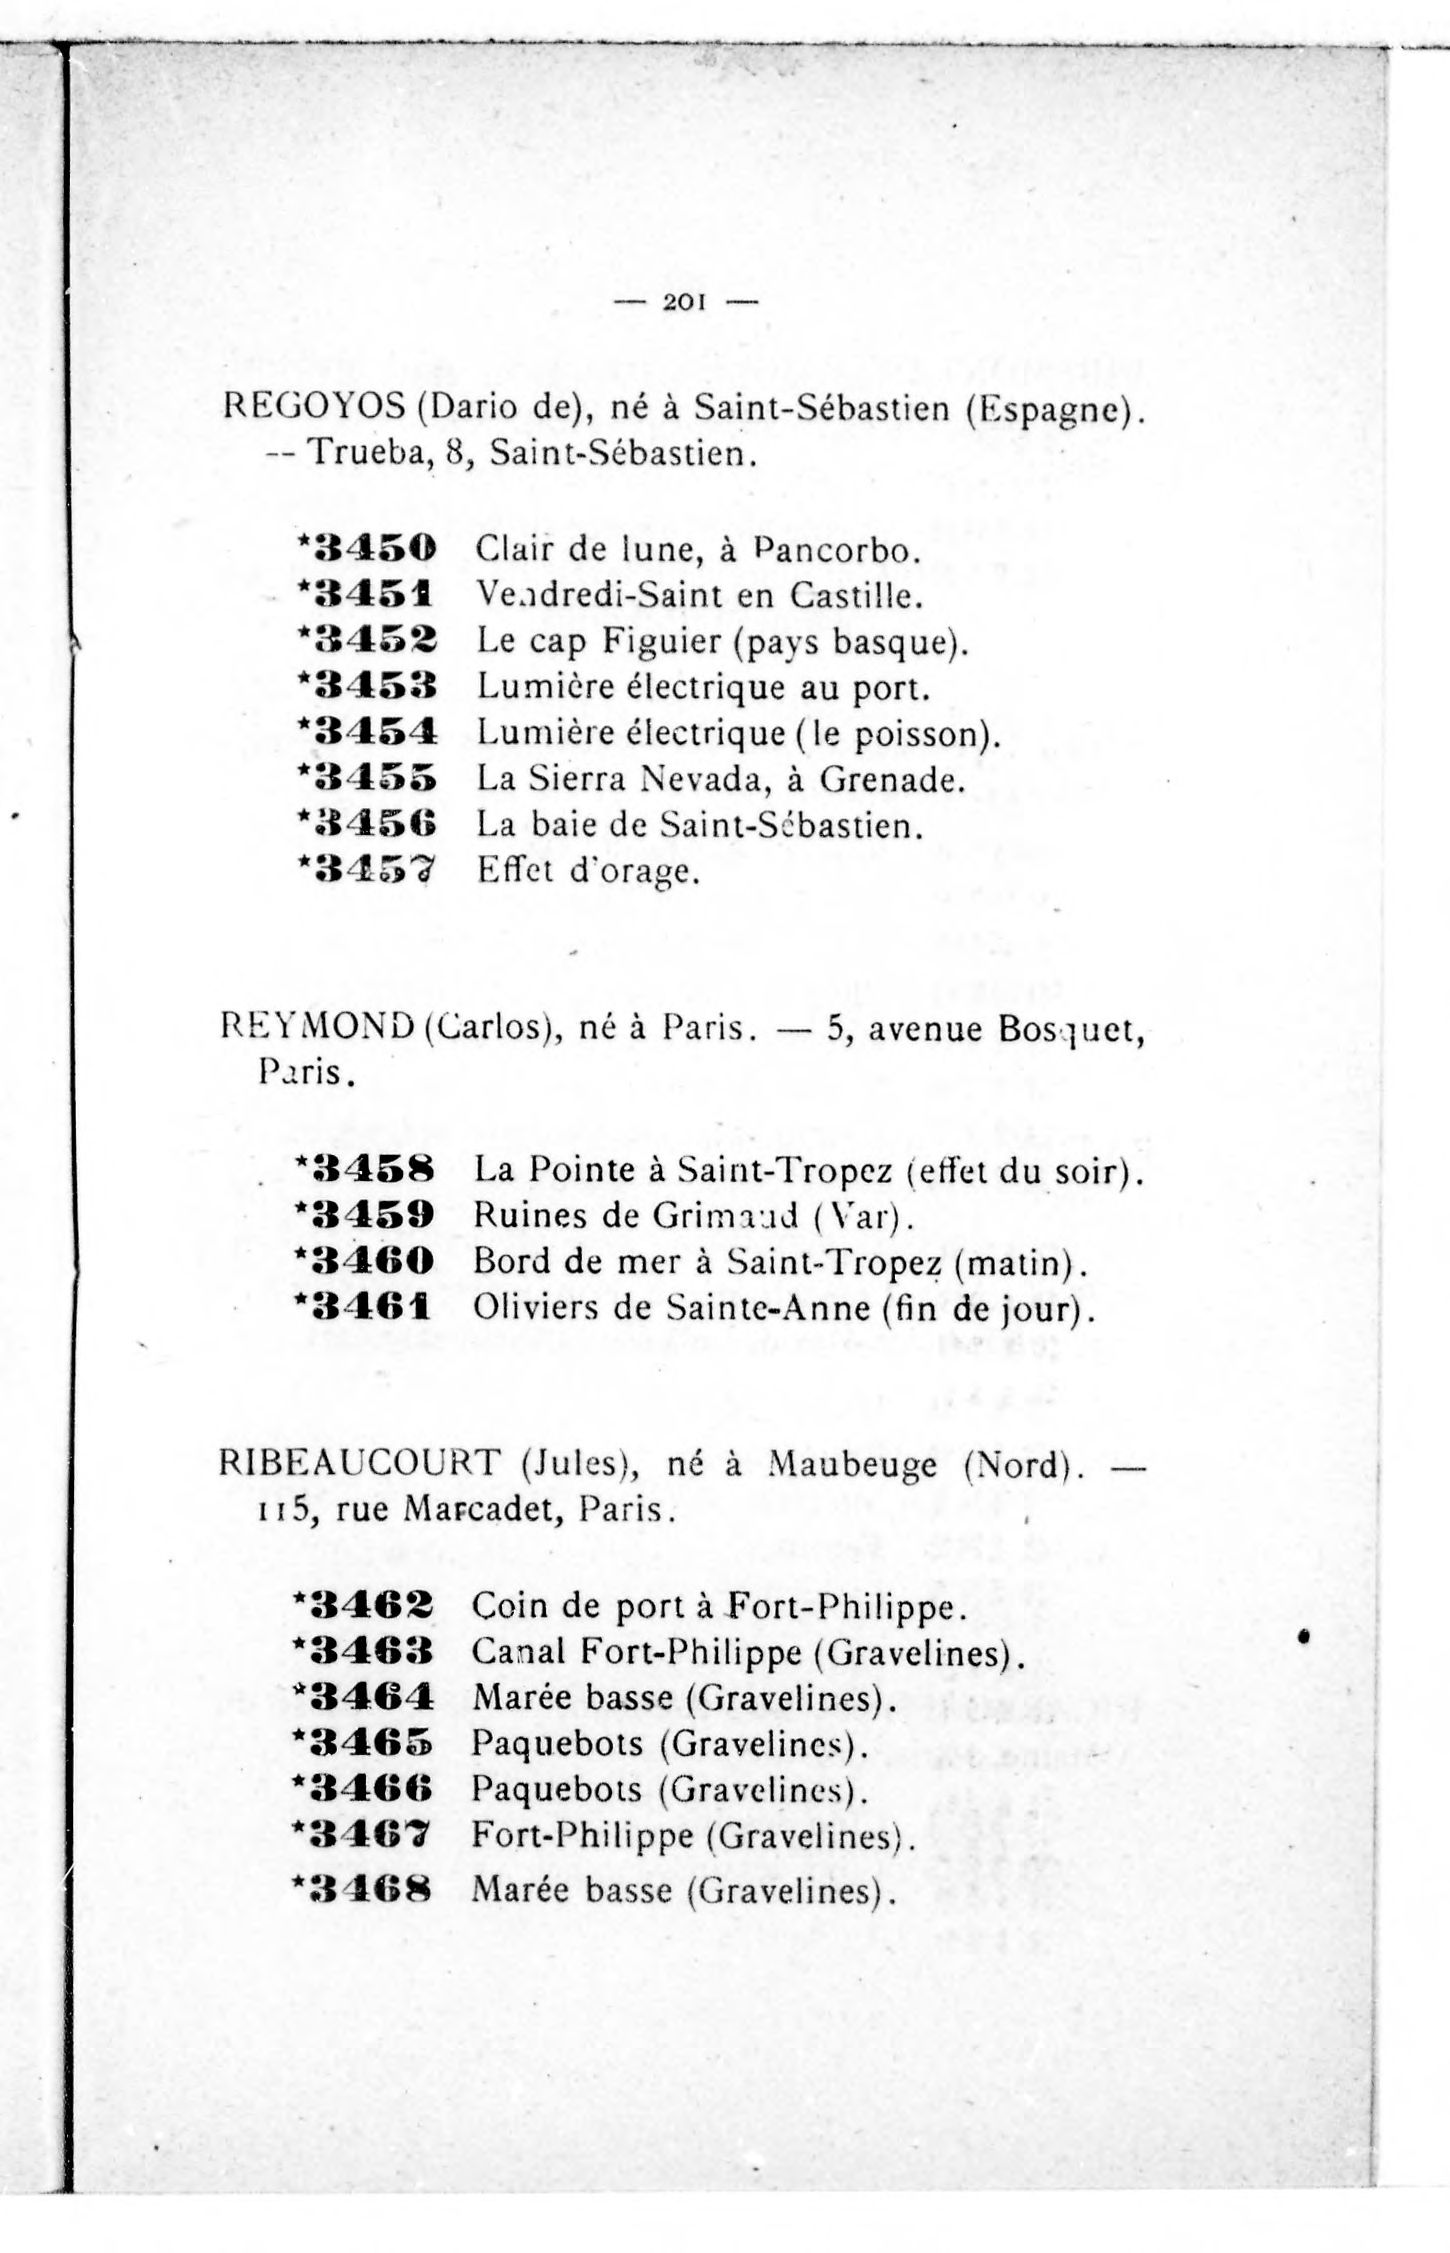 — 201 —
REGOYOS (Dario de), né à Saint-Sébastien (Espagne).
-- Trueba, 8, Saint-Sébastien.
*3450 Clair de lune, à Pancorbo.
*3451 Vendredi-Saint en Castille.
*3452 Le cap Figuier (pays basque).
*3453 Lumière électrique au port.
*3454 Lumière électrique (le poisson).
*3455 La Sierra Nevada, à Grenade.
*3456 La baie de Saint-Sébastien.
*3457 Effet d'orage.
REYMOND (Carlos), né à Paris. — 5, avenue Bosquet,
Paris.
*3458 La Pointe à Saint-Tropez (effet du soir).
*3459 Ruines de Grimaud (Var).
*3460 Bord de mer à Saint-Tropez (matin).
*3461 Oliviers de Sainte-Anne (fin de jour).
RIBEAUCOURT (Jules), né à Maubeuge (Nord). —
115, rue Marcadet, Paris.
*3462 Coin de port à Fort-Philippe.
*3463 Canal Fort-Philippe (Gravelines).
*3464 Marée basse (Gravelines).
*3465 Paquebots (Gravelines).
*3466 Paquebots (Gravelines).
*3467 Fort-Philippe (Gravelines).
*3468 Marée basse (Gravelines).